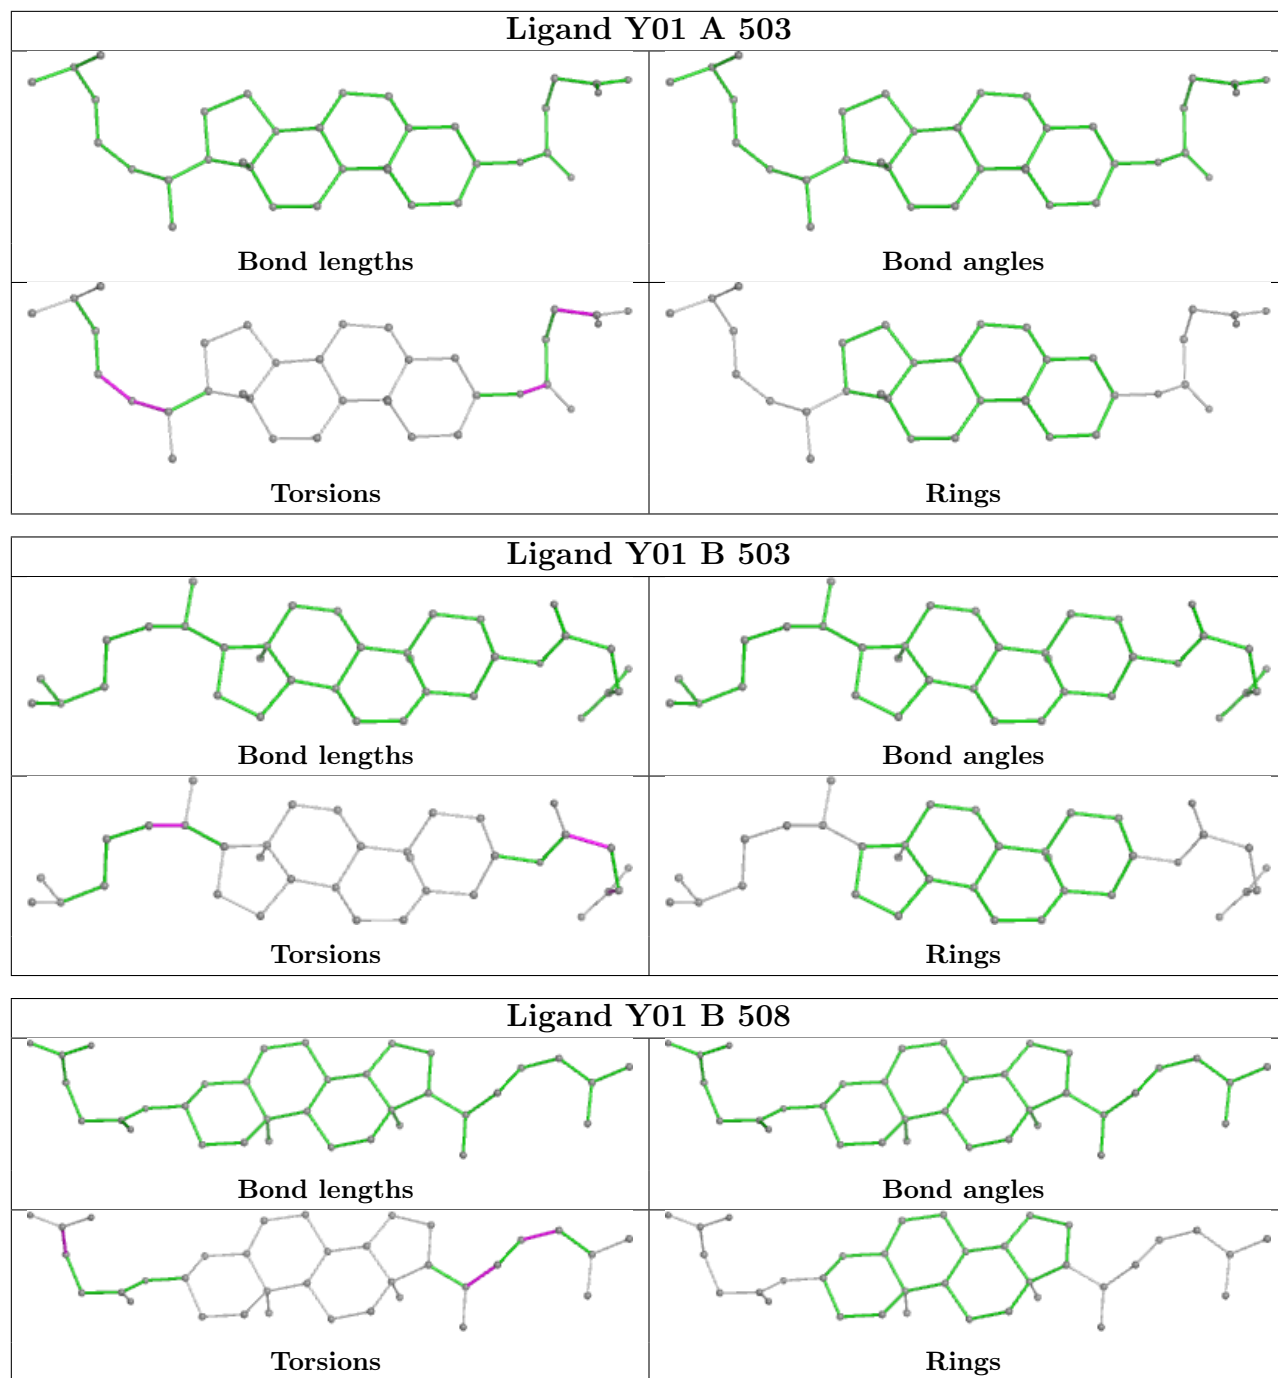 Ligand Y01 A 503
Bond lengths
Bond angles
Torsions
Rings
Ligand Y01 B 503
Bond lengths
Bond angles
Torsions
Rings
Ligand Y01 B 508
Bond lengths
Bond angles
Torsions
Rings